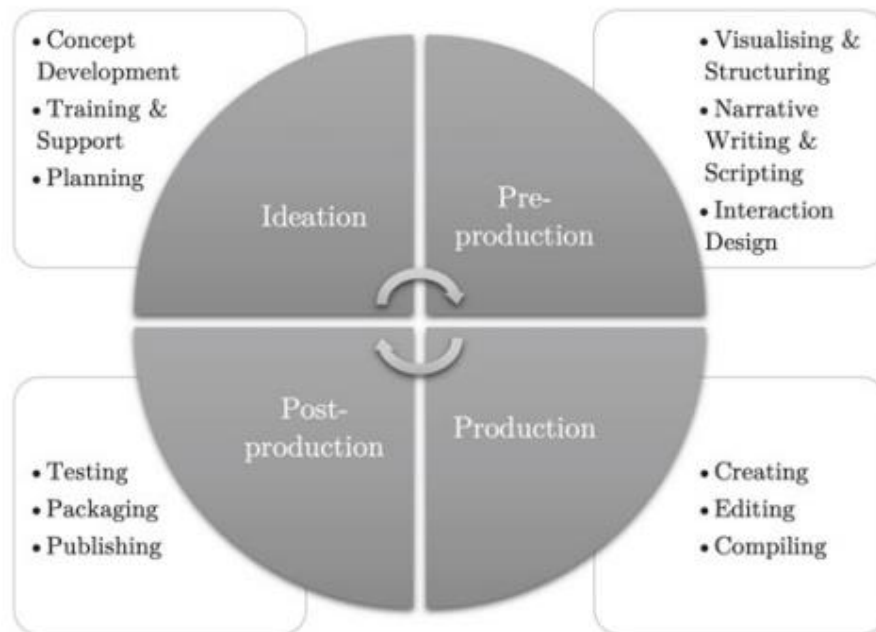 • Concept
Development
• Training &
Support
• Planning
Ideation
• Visualising &
Structuring
• Narrative
Writing &
Scripting
• Interaction
Design
Pre-
production
Post-
production
• Testing
• Packaging
• Publishing
Production
• Creating
• Editing
• Compiling